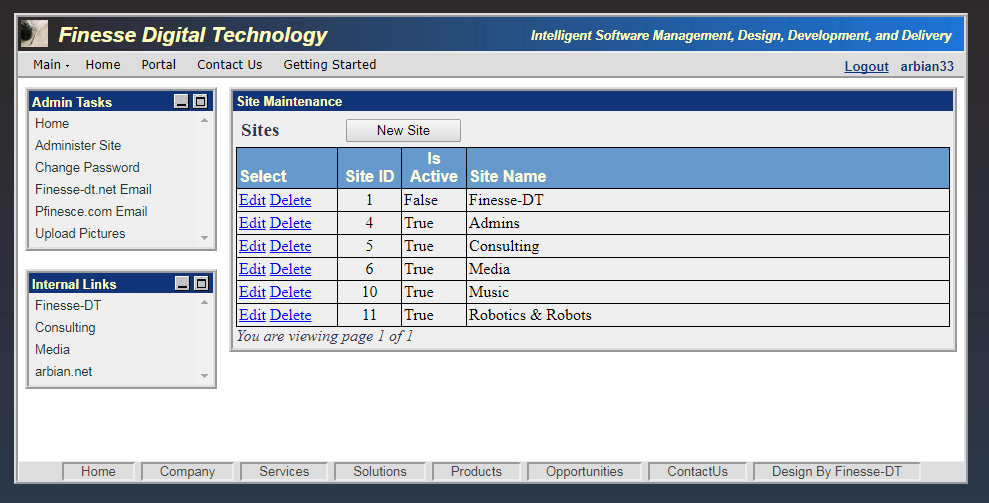 Finesse Digital Technology
Intelligent Software Management, Design, Development, and Delivery
Main Home Portal Contact Us Getting Started
Logout arbian33
Admin Tasks
Home
Administer Site
Change Password
Finesse-dt.net Email
Pfinesce.com Email
Upload Pictures
Internal Links
Finesse-DT
Consulting
Media
arbian.net
Site Maintenance
Sites New Site
Select Site ID Is Active Site Name
Edit Delete 1 False Finesse-DT
Edit Delete 4 True Admins
Edit Delete 5 True Consulting
Edit Delete 6 True Media
Edit Delete 10 True Music
Edit Delete 11 True Robotics & Robots
You are viewing page 1 of 1
Home Company Services Solutions Products Opportunities ContactUs Design By Finesse-DT